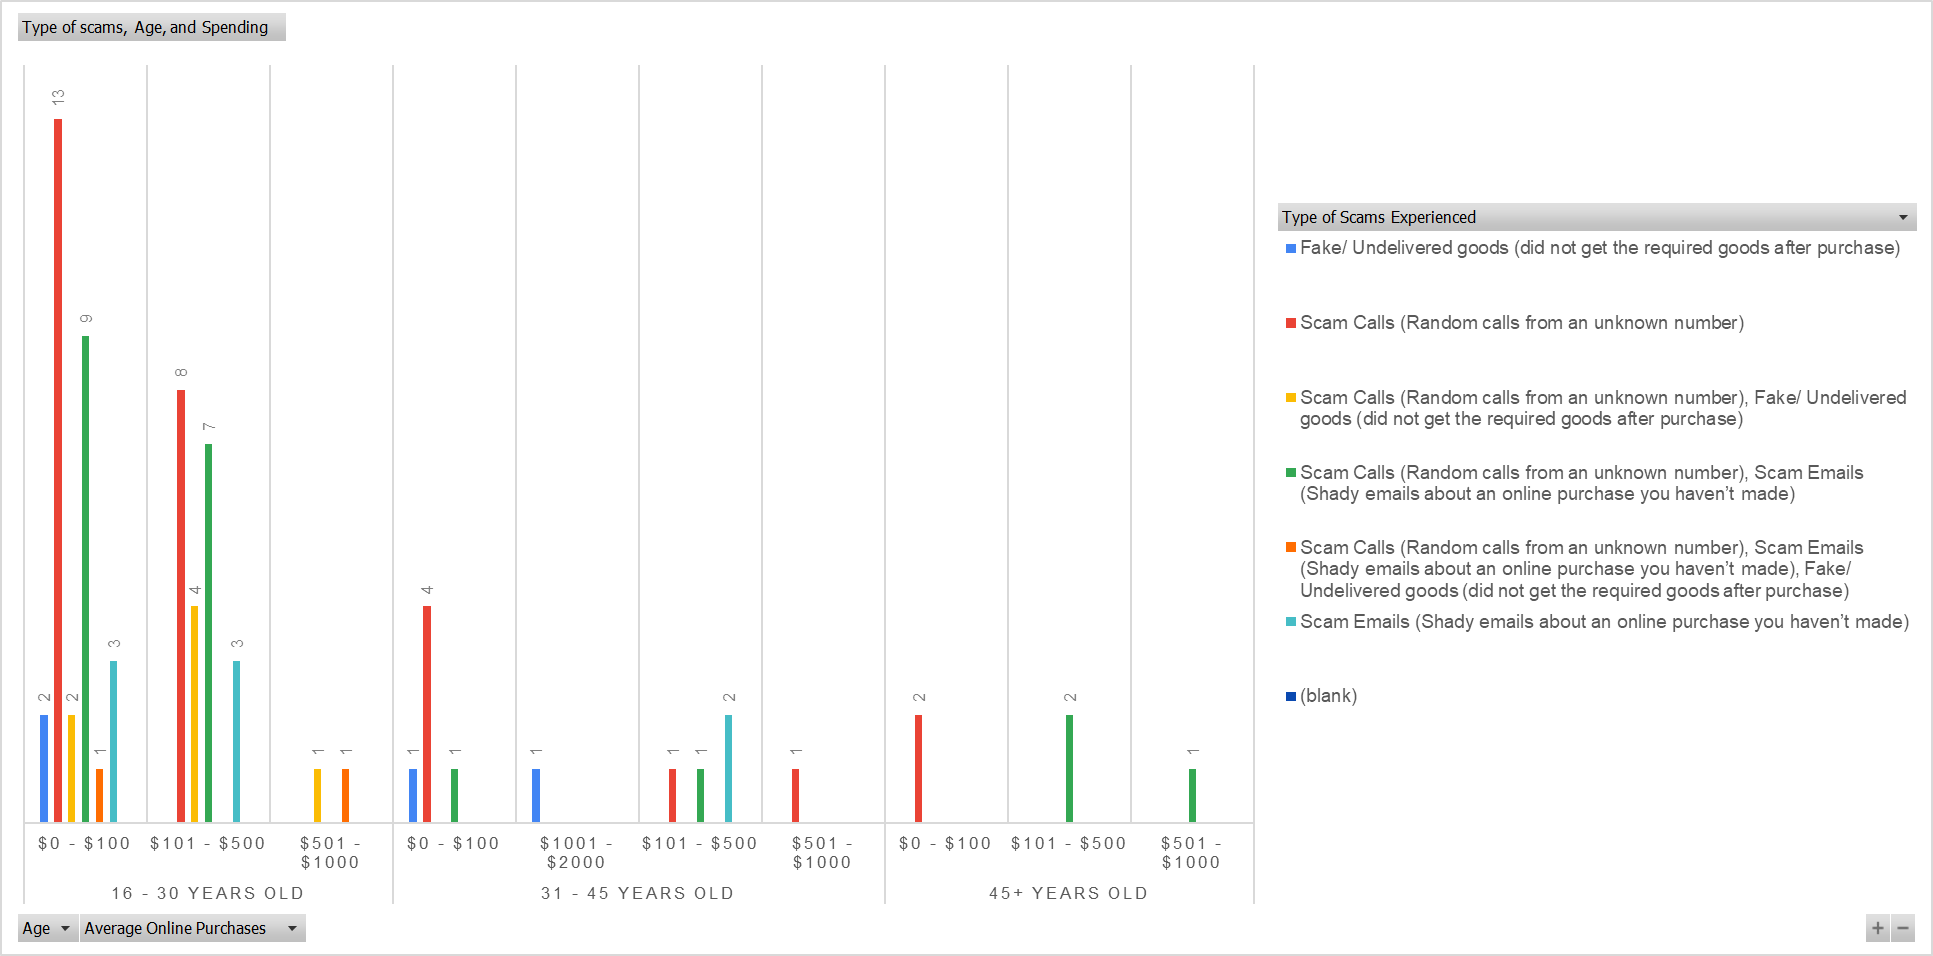 Type of scams, Age, and Spending
13
9
8
7
4
4
3
3
2
2
2
2
2
1
1
1
1
1
1
1
1
1
1
$0 - $100
$101 - $500
$501 -
$1000
$0 - $100
$1001 -
$2000
$101 - $500
$501 -
$1000
$0 - $100
$101 - $500
$501 -
$1000
16 - 30 YEARS OLD
31 - 45 YEARS OLD
45+ YEARS OLD
Type of Scams Experienced
Fake/ Undelivered goods (did not get the required goods after purchase)
Scam Calls (Random calls from an unknown number)
Scam Calls (Random calls from an unknown number), Fake/ Undelivered
goods (did not get the required goods after purchase)
Scam Calls (Random calls from an unknown number), Scam Emails
(Shady emails about an online purchase you haven’t made)
Scam Calls (Random calls from an unknown number), Scam Emails
(Shady emails about an online purchase you haven’t made), Fake/
Undelivered goods (did not get the required goods after purchase)
Scam Emails (Shady emails about an online purchase you haven’t made)
(blank)
Age
Average Online Purchases